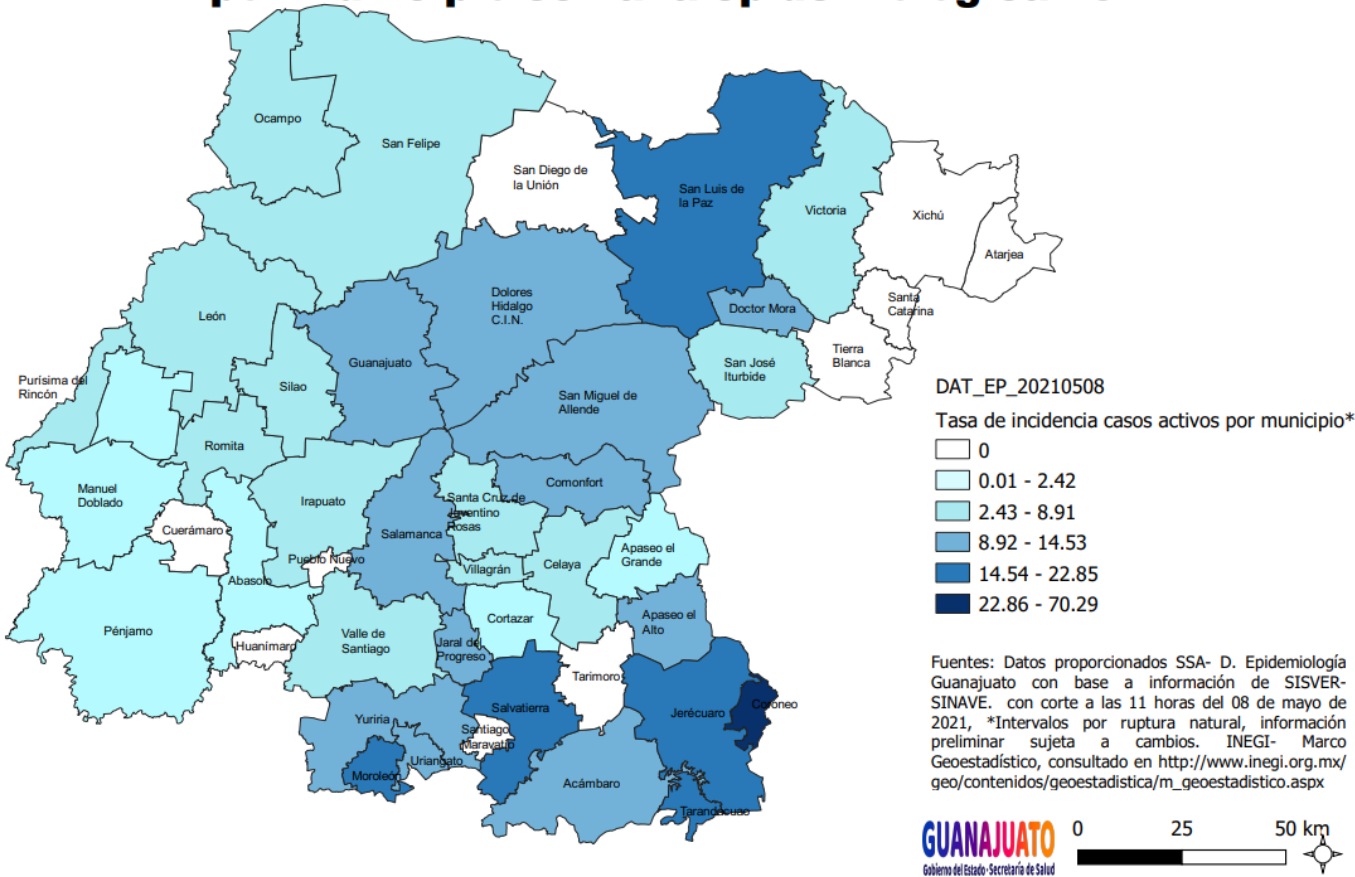 Ocampo
San Felipe
San Diego de
la Unión
San Luis de
la Paz
Victoria
Xichú
Atarjea
León
Dolores
Hidalgo
C.I.N.
Doctor Mora
Santa
Catarina
Guanajuato
San José
Iturbide
Tierra
Blanca
Purísima del
Rincón
Silao
San Miguel de
Allende
Romita
Manuel
Doblado
Irapuato
Comonfort
Santa Cruz de
Juventino
Rosas
Cuerámaro
Salamanca
Pueblo Nuevo
Villagrán
Celaya
Apaseo el
Grande
Abasolo
Pénjamo
Cortazar
Apaseo el
Alto
Huanímaro
Valle de
Santiago
Jaral del
Progreso
Tarimoro
Yuriria
Salvatierra
Jerécuaro
Coroneo
Santiago
Maravatío
Uriangato
Moroleón
Acámbaro
Tarandacuao
DAT_EP_20210508
Tasa de incidencia casos activos por municipio*
0
0.01 - 2.42
2.43 - 8.91
8.92 - 14.53
14.54 - 22.85
22.86 - 70.29
Fuentes: Datos proporcionados SSA- D. Epidemiología
Guanajuato con base a información de SISVER-
SINAVE. con corte a las 11 horas del 08 de mayo de
2021, *Intervalos por ruptura natural, información
preliminar sujeta a cambios. INEGI- Marco
Geoestadístico, consultado en http://www.inegi.org.mx/
geo/contenidos/geoestadistica/m_geoestadistico.aspx
GUANAJUATO
Gobierno del Estado · Secretaría de Salud
0 25 50 km